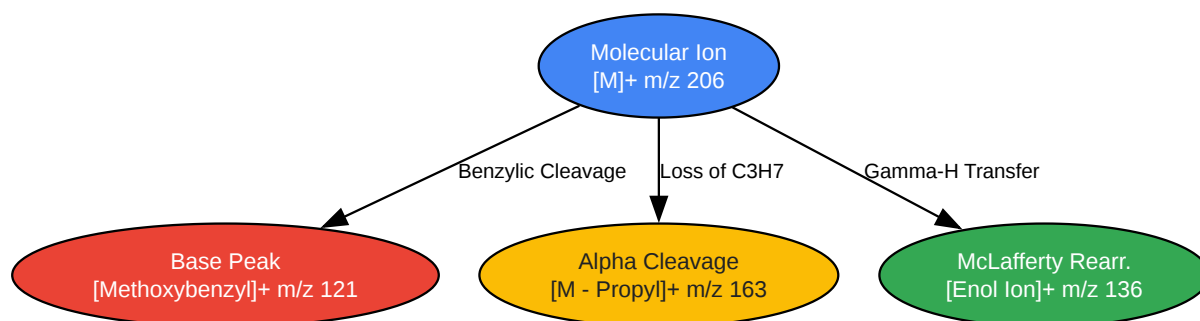 Molecular Ion
[M]+ m/z 206
Benzylic Cleavage
Loss of C3H7
Gamma-H Transfer
Base Peak
[Methoxybenzyl]+ m/z 121
Alpha Cleavage
[M - Propyl]+ m/z 163
McLafferty Rearr.
[Enol Ion]+ m/z 136